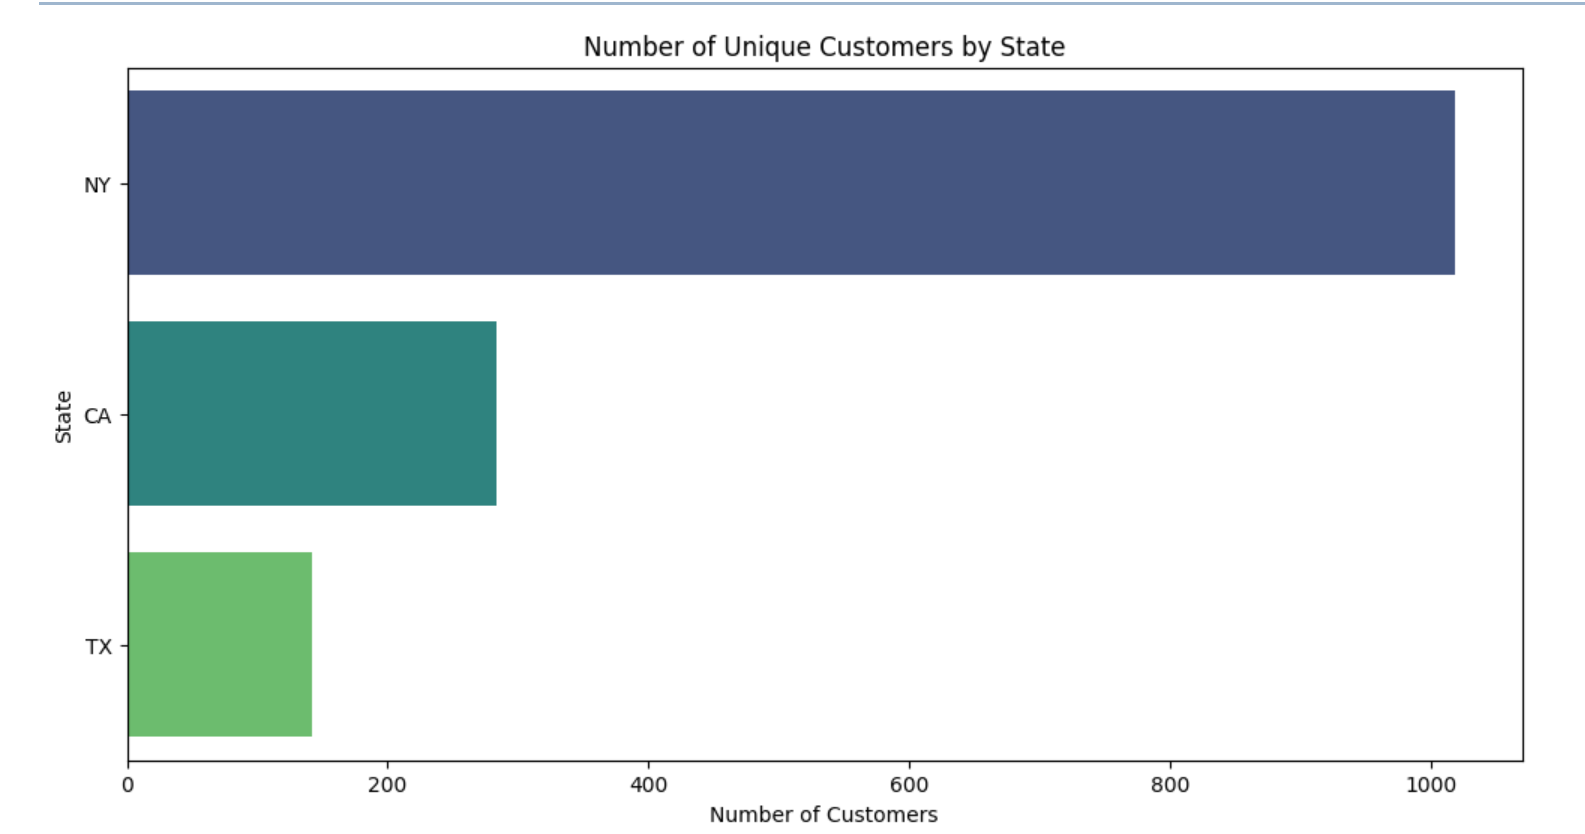 Number of Unique Customers by State
NY
State
CA
TX
0 200 400 600 800 1000
Number of Customers